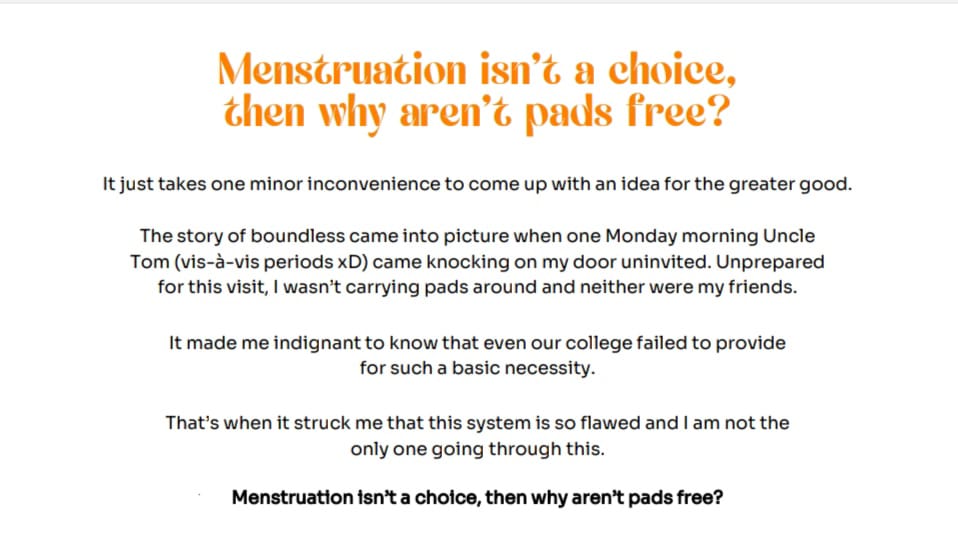 Menstruation isn't a choice,
then why aren't pads free?
It just takes one minor inconvenience to come up with an idea for the greater good.
The story of boundless came into picture when one Monday morning Uncle
Tom (vis-à-vis periods xD) came knocking on my door uninvited. Unprepared
for this visit, I wasn't carrying pads around and neither were my friends.
It made me indignant to know that even our college failed to provide
for such a basic necessity.
That's when it struck me that this system is so flawed and I am not the
only one going through this.
Menstruation isn't a choice, then why aren't pads free?